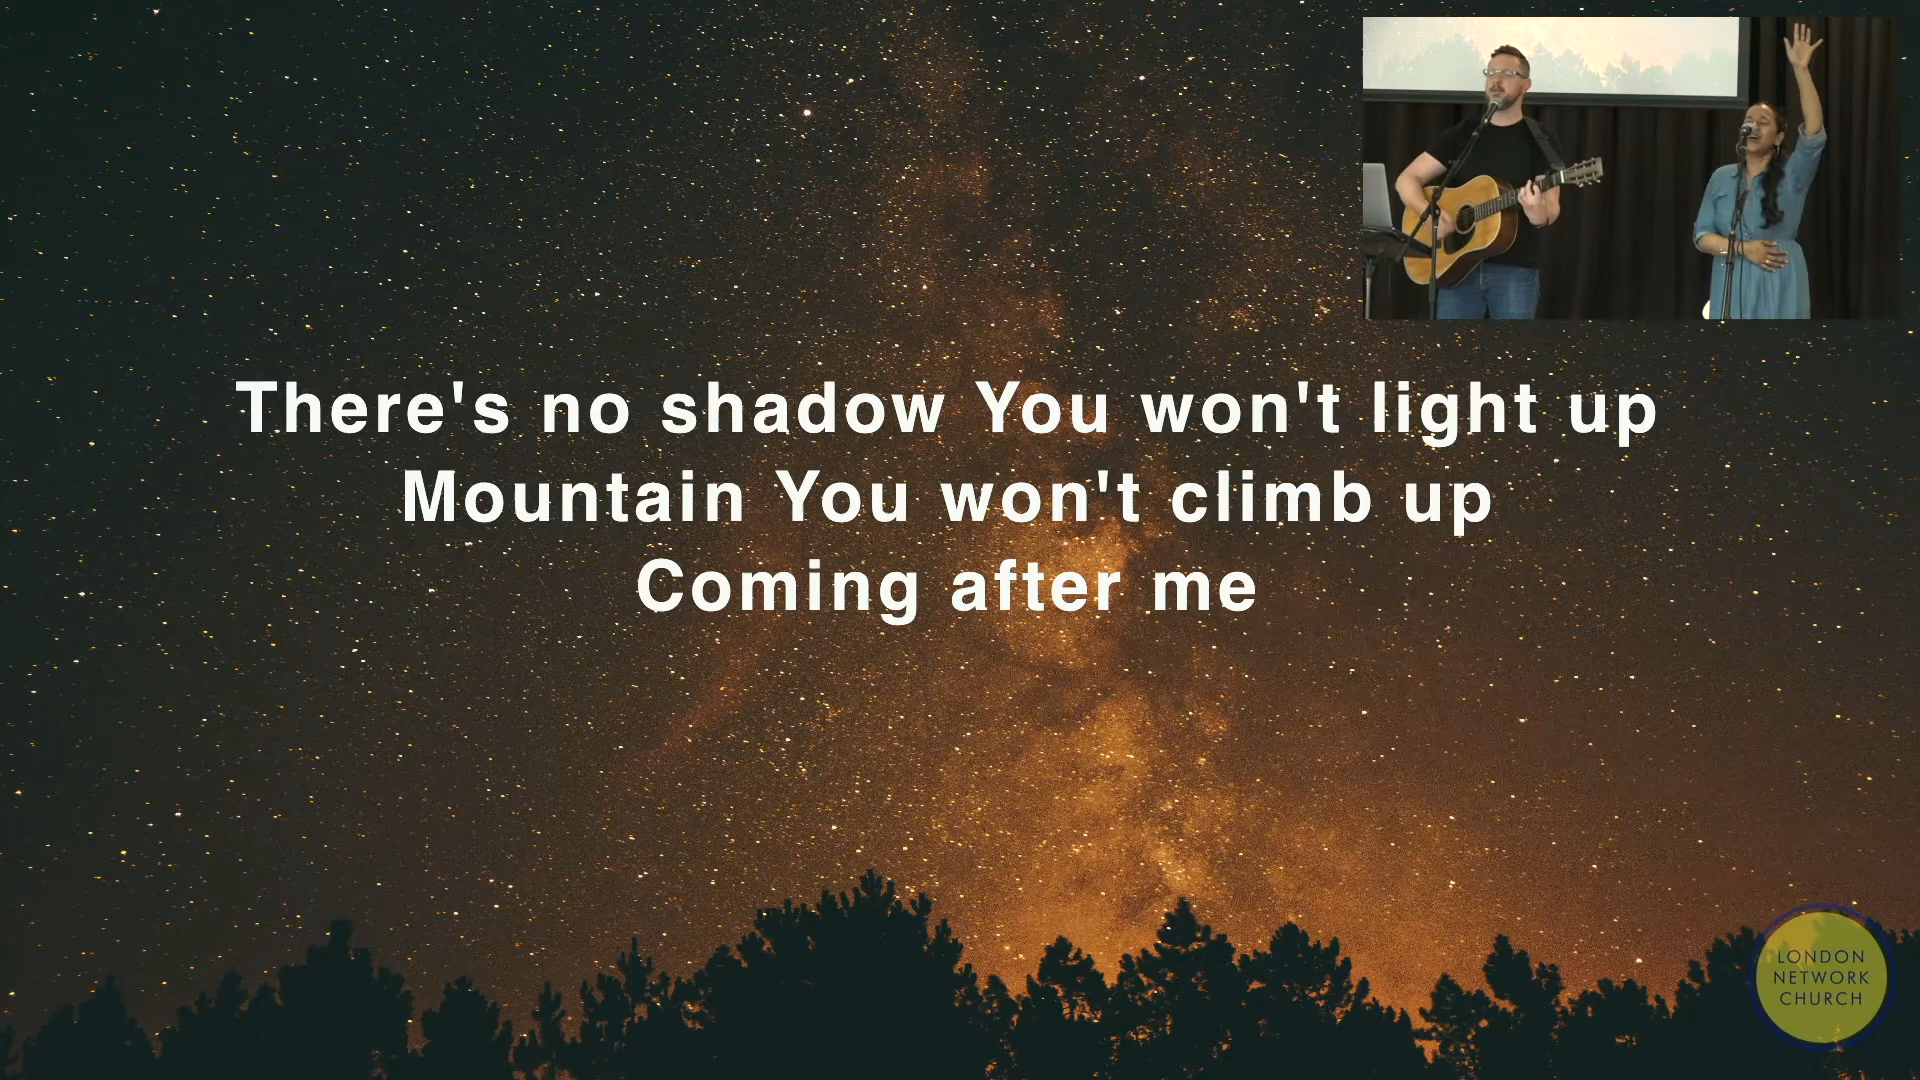 There's no shadow You won't light up
Mountain You won't climb up
Coming after me
LONDON
NETWORK
CHURCH